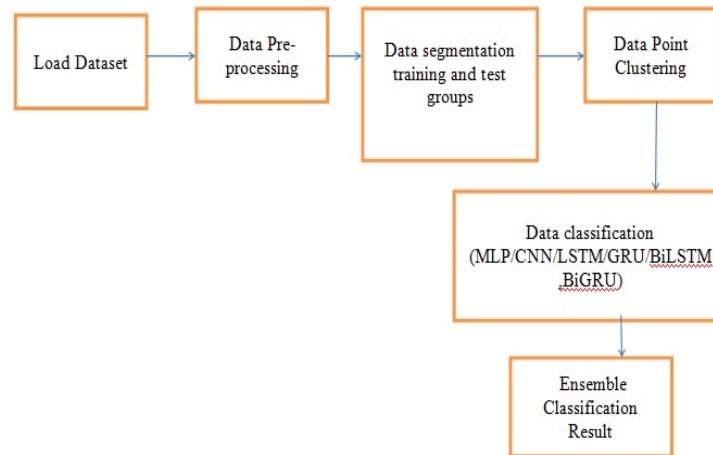 Load Dataset
Data Pre-
processing
Data segmentation
training and test
groups
Data Point
Clustering
Data classification
(MLP/CNN/LSTM/GRU/BiLSTM
,BiGRU)
Ensemble
Classification
Result